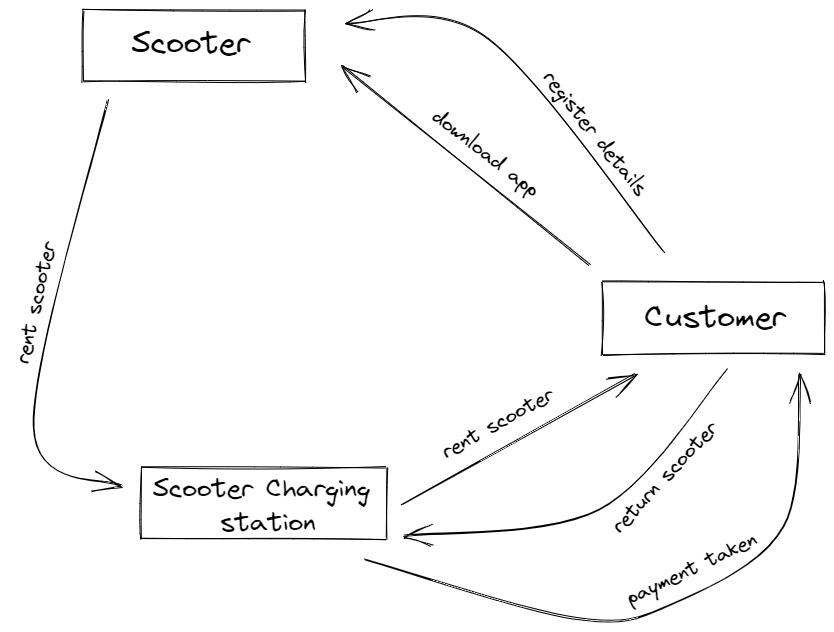 Scooter
register details
download app
rent scooter
Customer
rent scooter
return scooter
Scooter Charging
station
payment taken